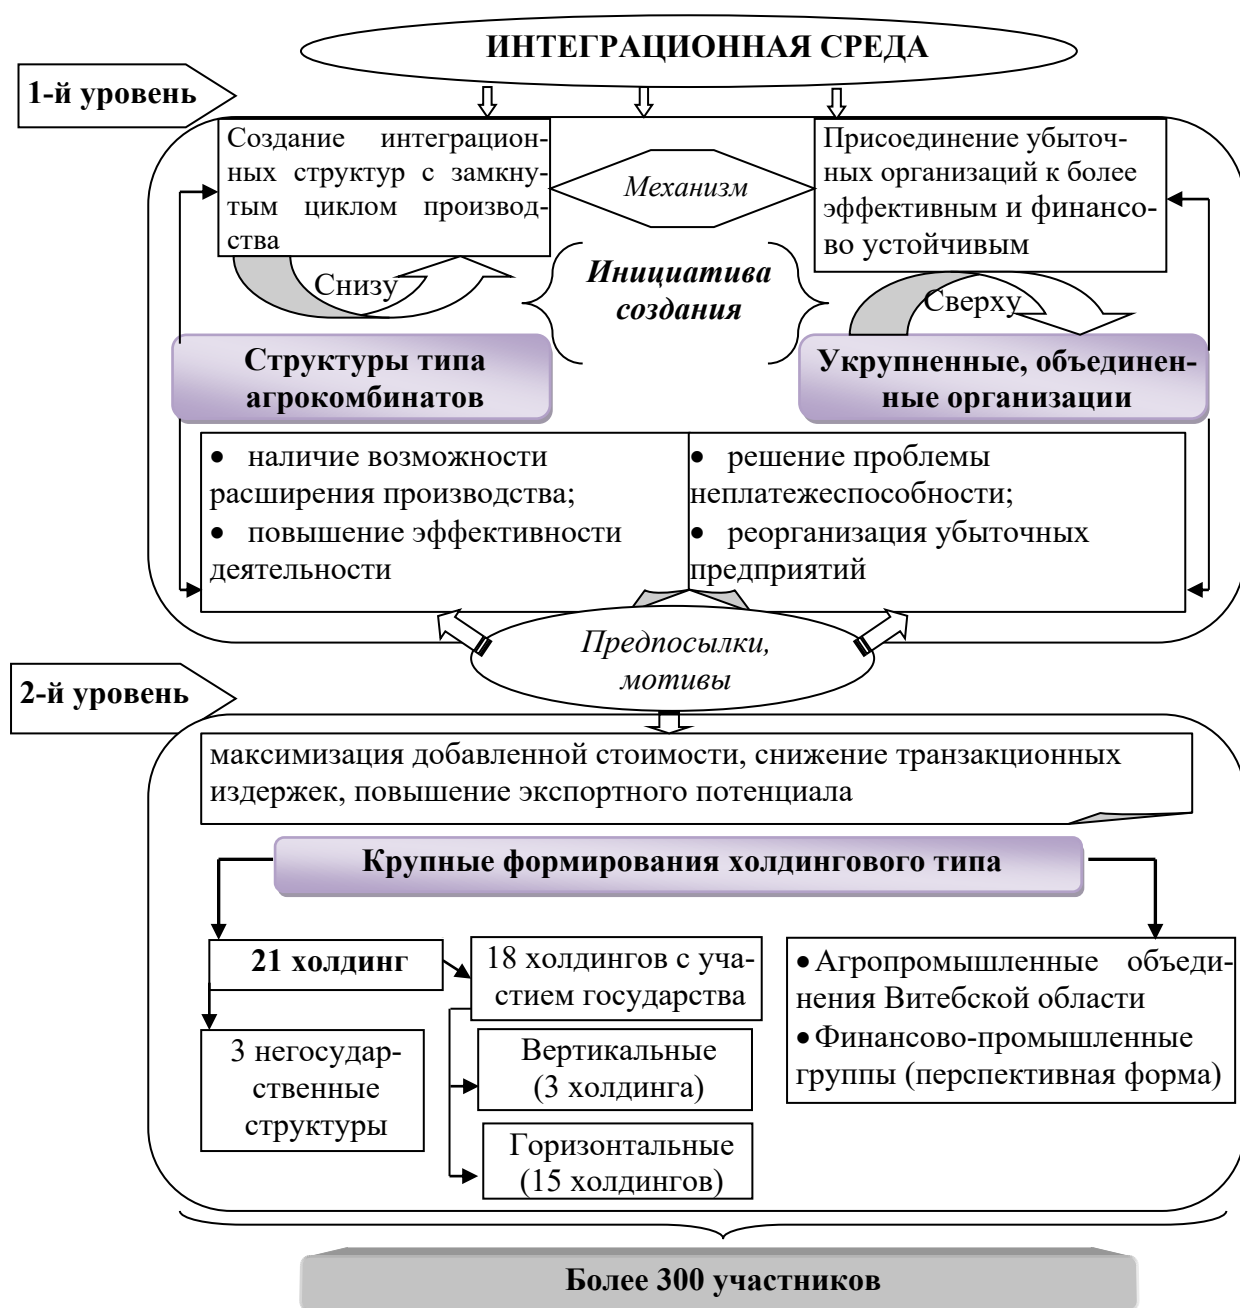 ИНТЕГРАЦИОННАЯ СРЕДА
1-й уровень
Создание интеграцион-
ных структур с замкну-
тым циклом производ-
ства
Механизм
Присоединение убыточ-
ных организаций к более
эффективным и финансо-
во устойчивым
Снизу
Инициатива
создания
Сверху
Структуры типа
агрокомбинатов
Укрупненные, объединен-
ные организации
• наличие возможности
расширения производства;
• повышение эффективности
деятельности
• решение проблемы
неплатежеспособности;
• реорганизация убыточных
предприятий
Предпосылки,
мотивы
2-й уровень
максимизация добавленной стоимости, снижение транзакционных
издержек, повышение экспортного потенциала
Крупные формирования холдингового типа
21 холдинг
18 холдингов с уча-
стием государства
3 негосудар-
ственные
структуры
Вертикальные
(3 холдинга)
Горизонтальные
(15 холдингов)
• Агропромышленные объеди-
нения Витебской области
• Финансово-промышленные
группы (перспективная форма)
Более 300 участников